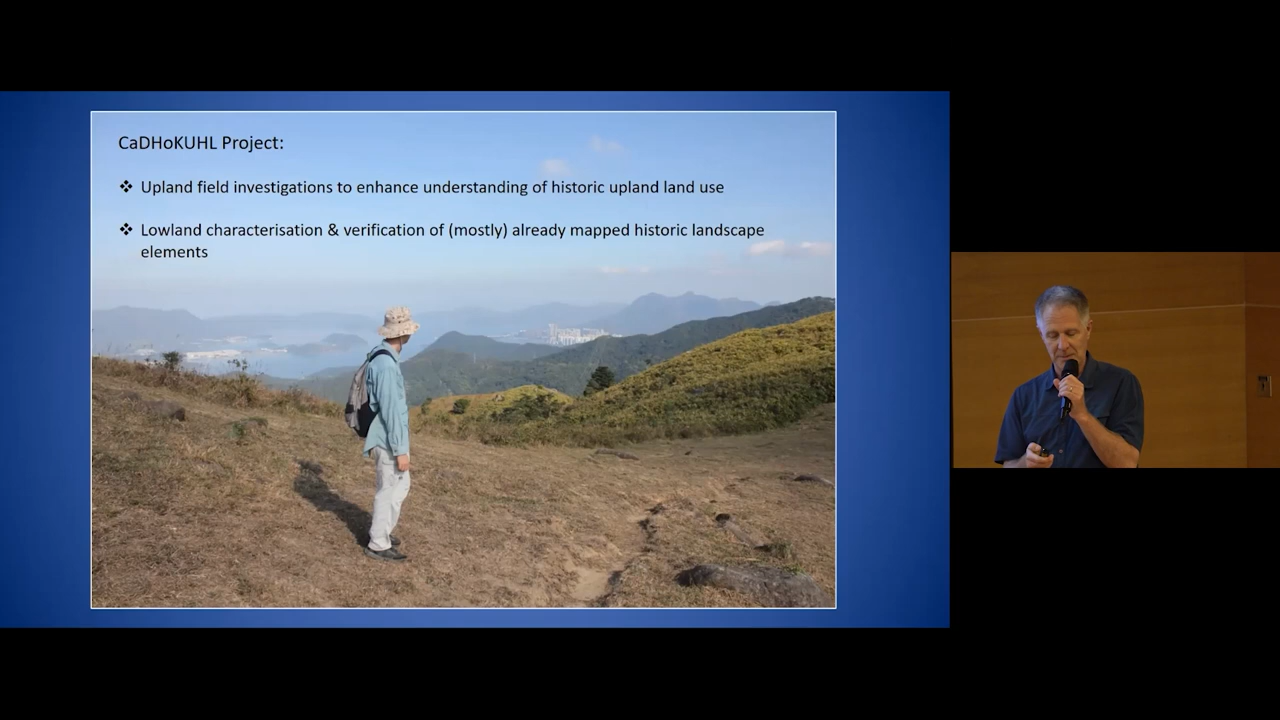 CaDHoKUHL Project:
❖ Upland field investigations to enhance understanding of historic upland land use
❖ Lowland characterisation & verification of (mostly) already mapped historic landscape
elements